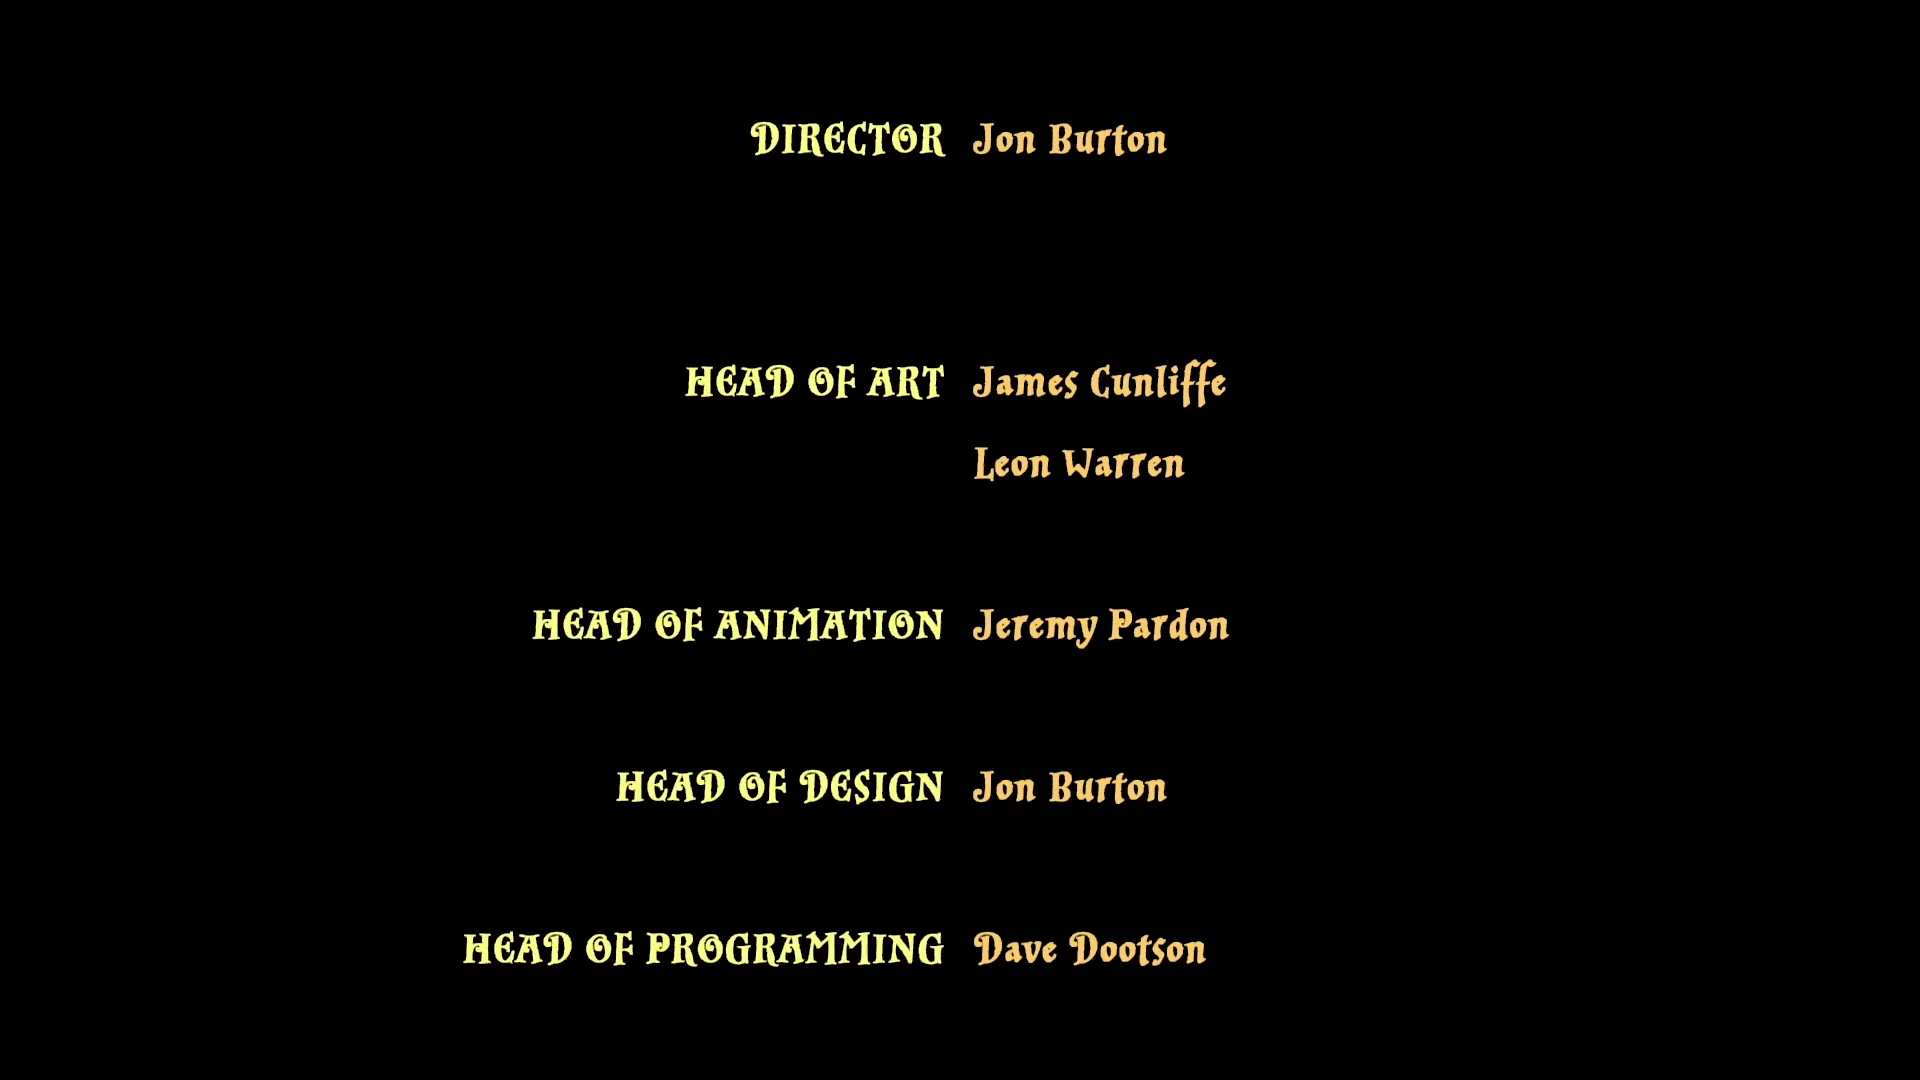 DIRECTOR Jon Burton
HEAD OF ART James Cunliffe
Leon Warren
HEAD OF ANIMATION Jeremy Pardon
HEAD OF DESIGN Jon Burton
HEAD OF PROGRAMMING Dave Dootson